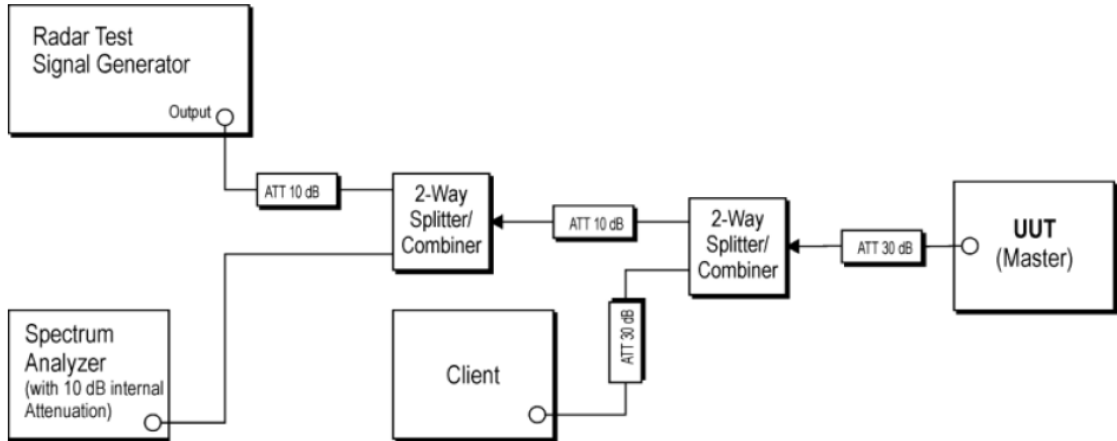 Radar Test
Signal Generator
Output
ATT 10 dB
2-Way
Splitter/
Combiner
ATT 10 dB
2-Way
Splitter/
Combiner
ATT 30 dB
UUT
(Master)
Spectrum
Analyzer
(with 10 dB internal
Attenuation)
Client
ATT 30 dB